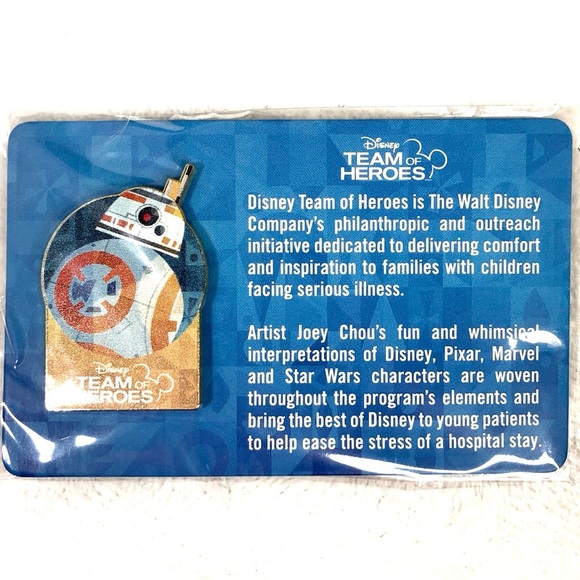 Disney
TEAM OF
HEROES
Disney Team of Heroes is The Walt Disney
Company's philanthropic and outreach
initiative dedicated to delivering comfort
and inspiration to families with children
facing serious illness.
Artist Joey Chou's fun and whimsical
interpretations of Disney, Pixar, Marvel
and Star Wars characters are woven
throughout the program's elements and
bring the best of Disney to young patients
to help ease the stress of a hospital stay.
Disney
TEAM OF
HEROES